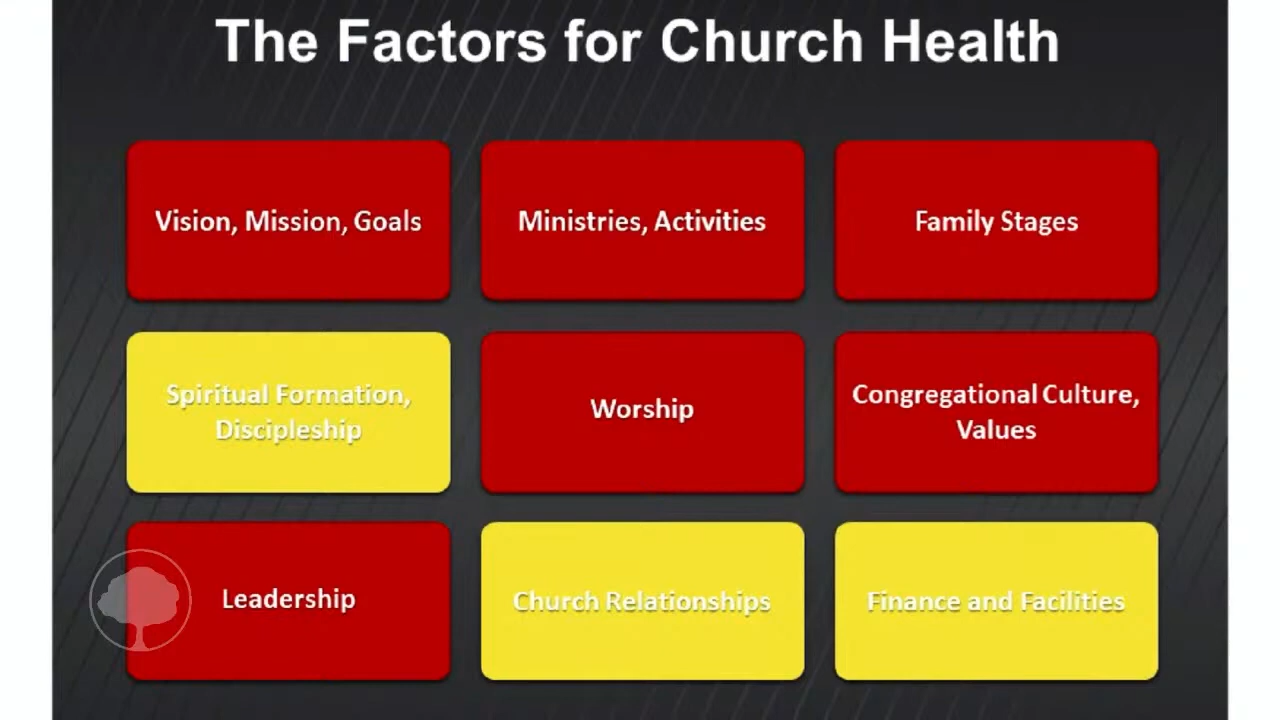 The Factors for Church Health
Vision, Mission, Goals
Ministries, Activities
Family Stages
Spiritual Formation,
Discipleship
Worship
Congregational Culture,
Values
Leadership
Church Relationships
Finance and Facilities